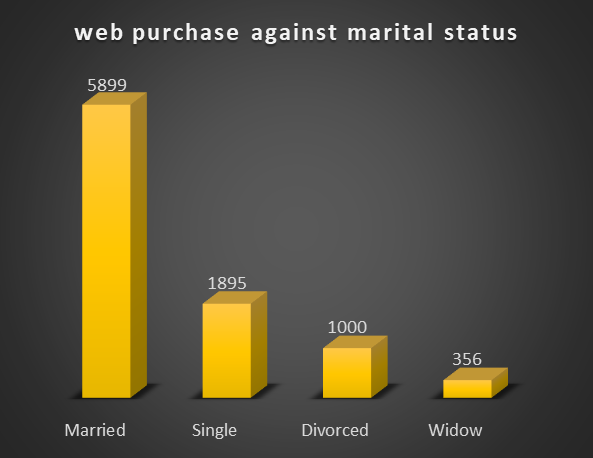 web purchase against marital status
5899
1895
1000
356
Married Single Divorced Widow